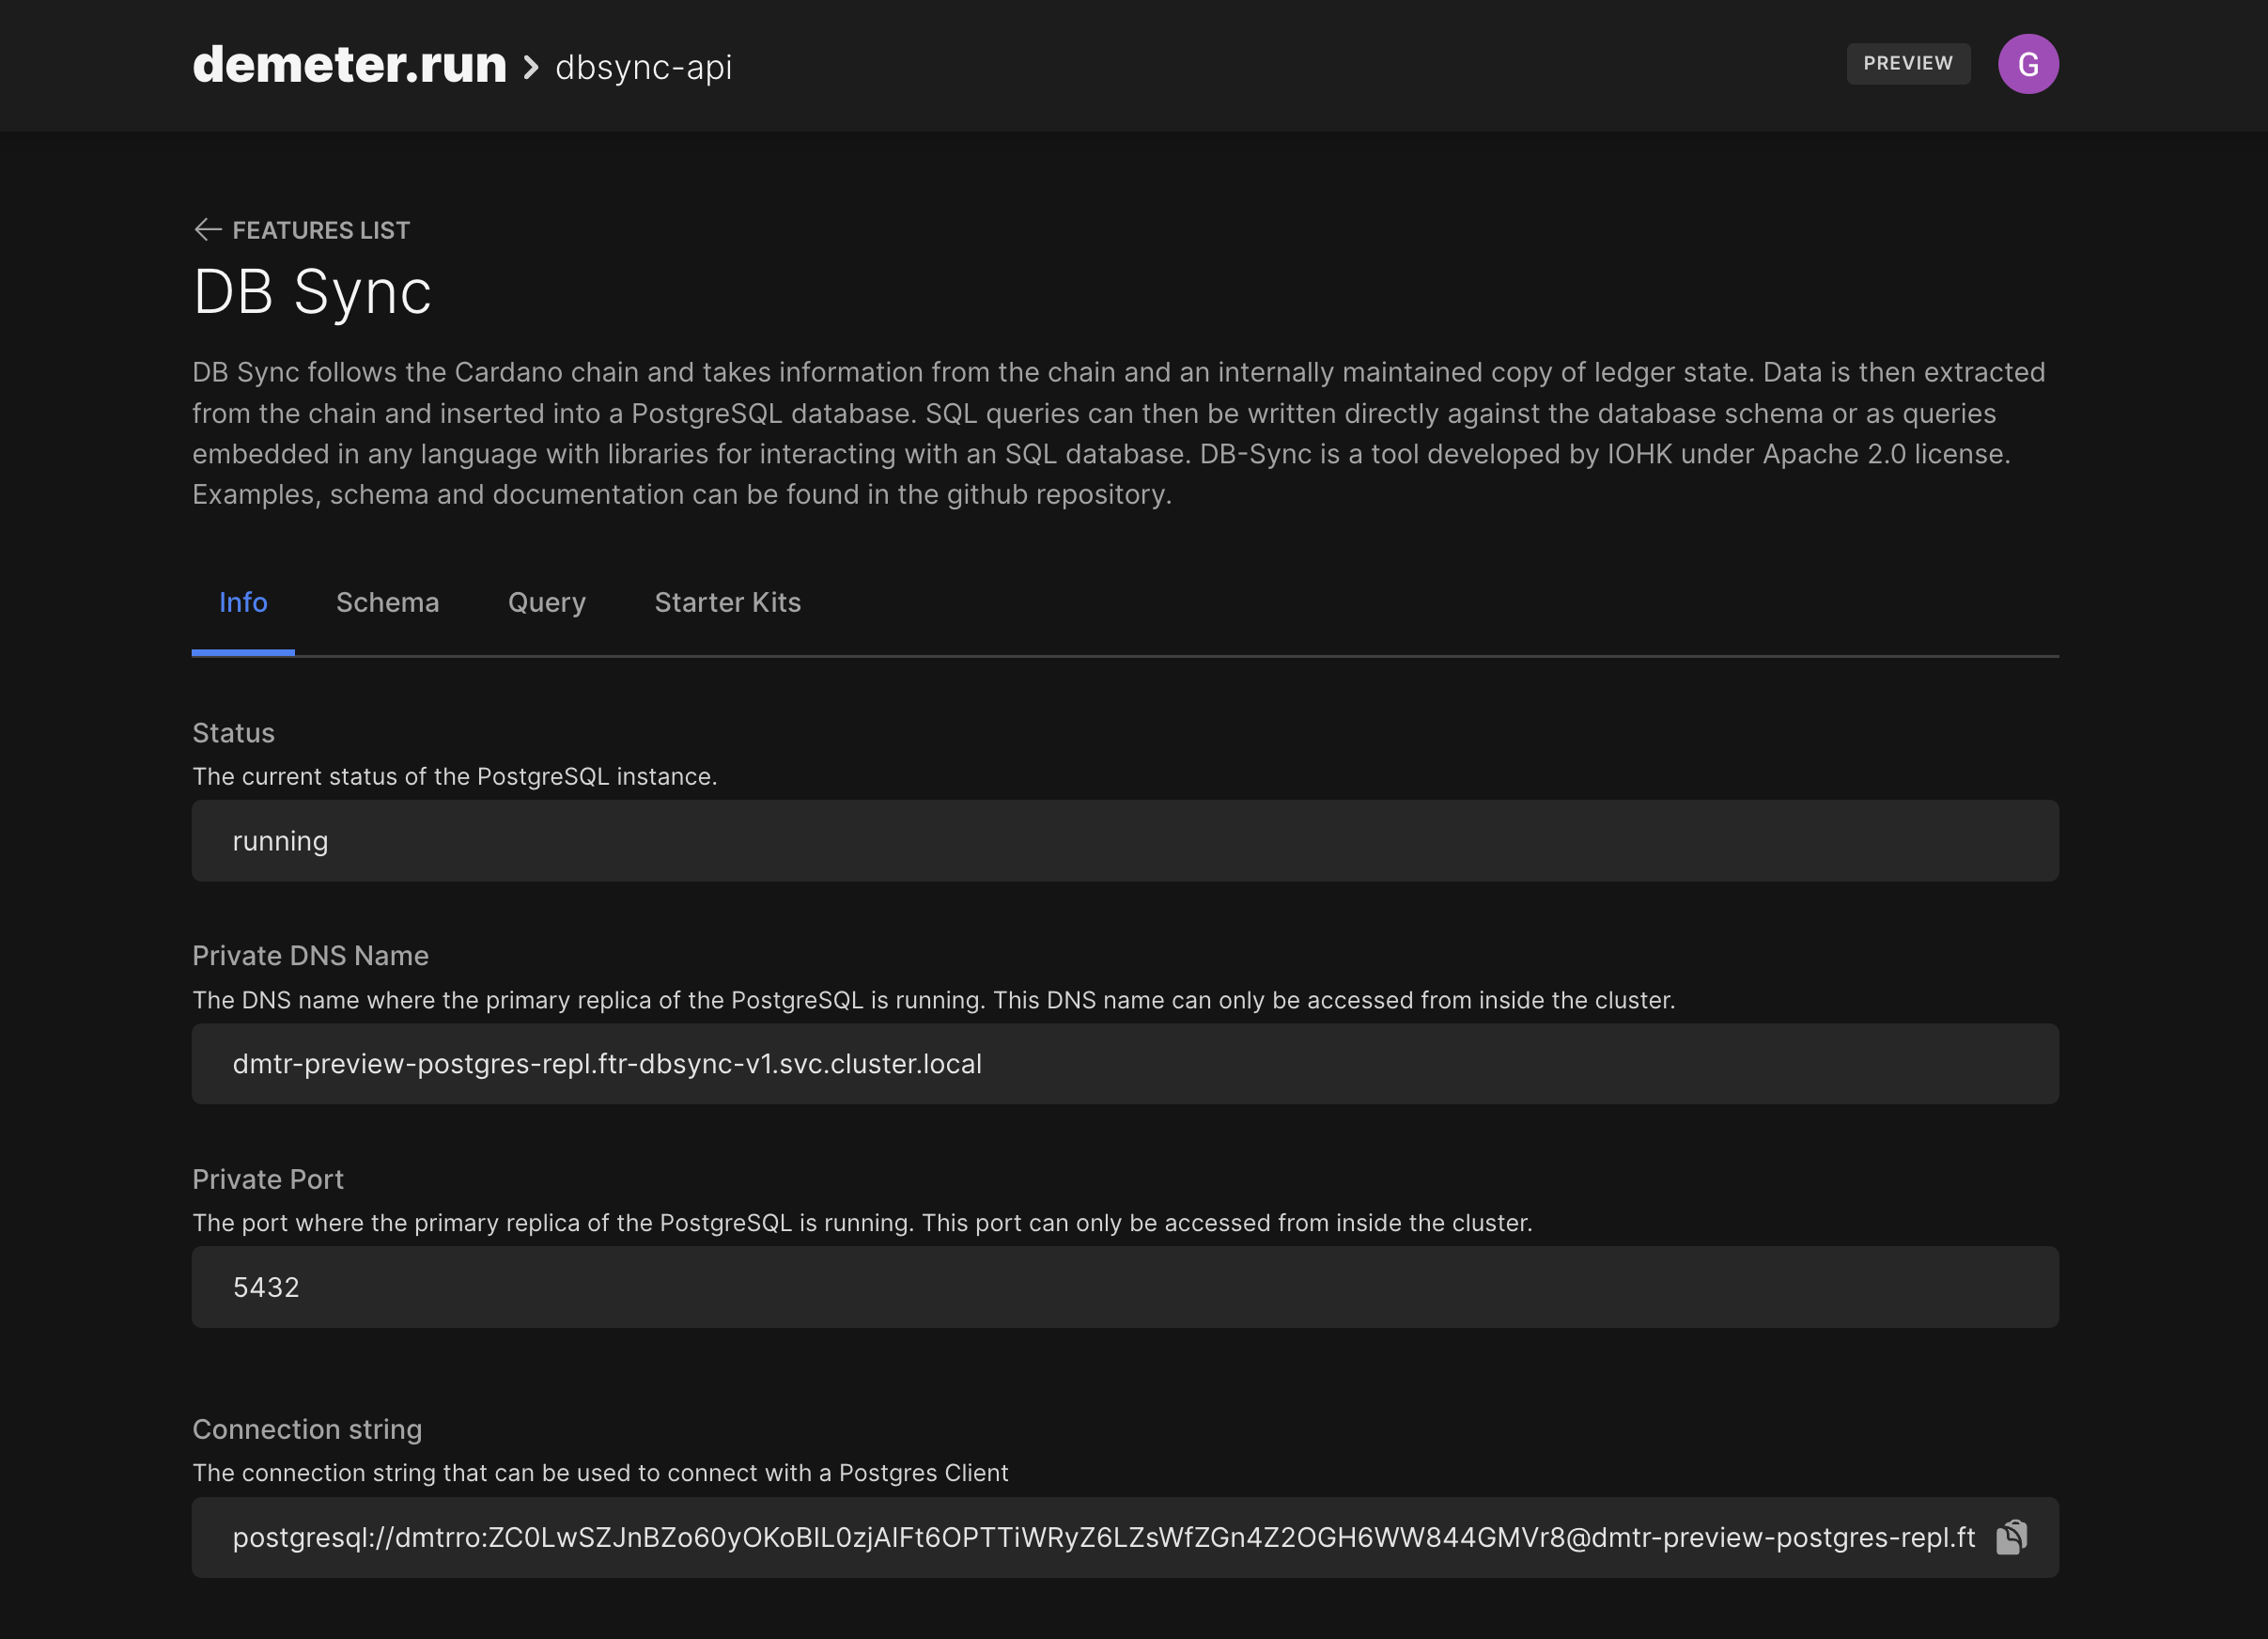 demeter.run > dbsync-api
PREVIEW
G
← FEATURES LIST
DB Sync
DB Sync follows the Cardano chain and takes information from the chain and an internally maintained copy of ledger state. Data is then extracted
from the chain and inserted into a PostgreSQL database. SQL queries can then be written directly against the database schema or as queries
embedded in any language with libraries for interacting with an SQL database. DB-Sync is a tool developed by IOHK under Apache 2.0 license.
Examples, schema and documentation can be found in the github repository.
Info Schema Query Starter Kits
Status
The current status of the PostgreSQL instance.
running
Private DNS Name
The DNS name where the primary replica of the PostgreSQL is running. This DNS name can only be accessed from inside the cluster.
dmtr-preview-postgres-repl.ftr-dbsync-v1.svc.cluster.local
Private Port
The port where the primary replica of the PostgreSQL is running. This port can only be accessed from inside the cluster.
5432
Connection string
The connection string that can be used to connect with a Postgres Client
postgresql://dmtrro:ZC0LwSZJnBZo60yOKoBIL0zjAIFt6OPTTiWRyZ6LZsWfZGn4Z2OGH6WW844GMVr8@dmtr-preview-postgres-repl.ft